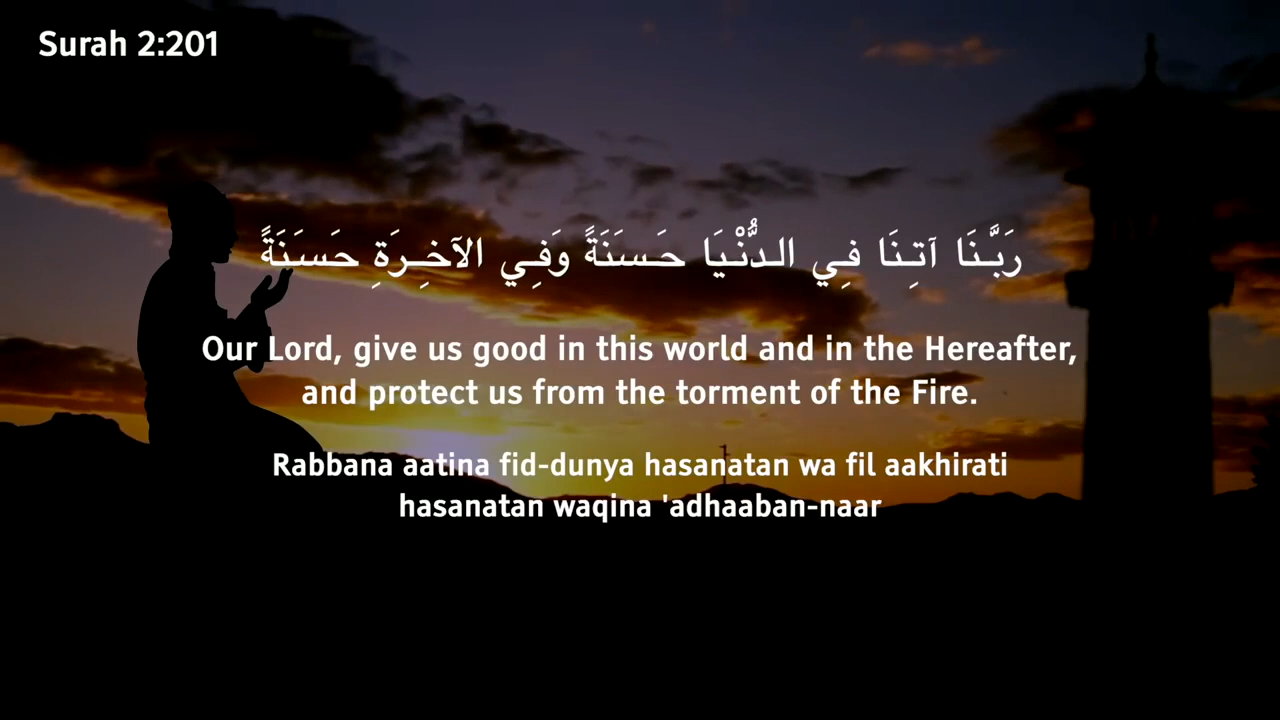 Surah 2:201
رَبَّنَا آتِنَا فِي الدُّنْيَا حَسَنَةً وَفِي الآخِرَةِ حَسَنَةً
Our Lord, give us good in this world and in the Hereafter,
and protect us from the torment of the Fire.
Rabbana aatina fid-dunya hasanatan wa fil aakhirati
hasanatan waqina 'adhaaban-naar